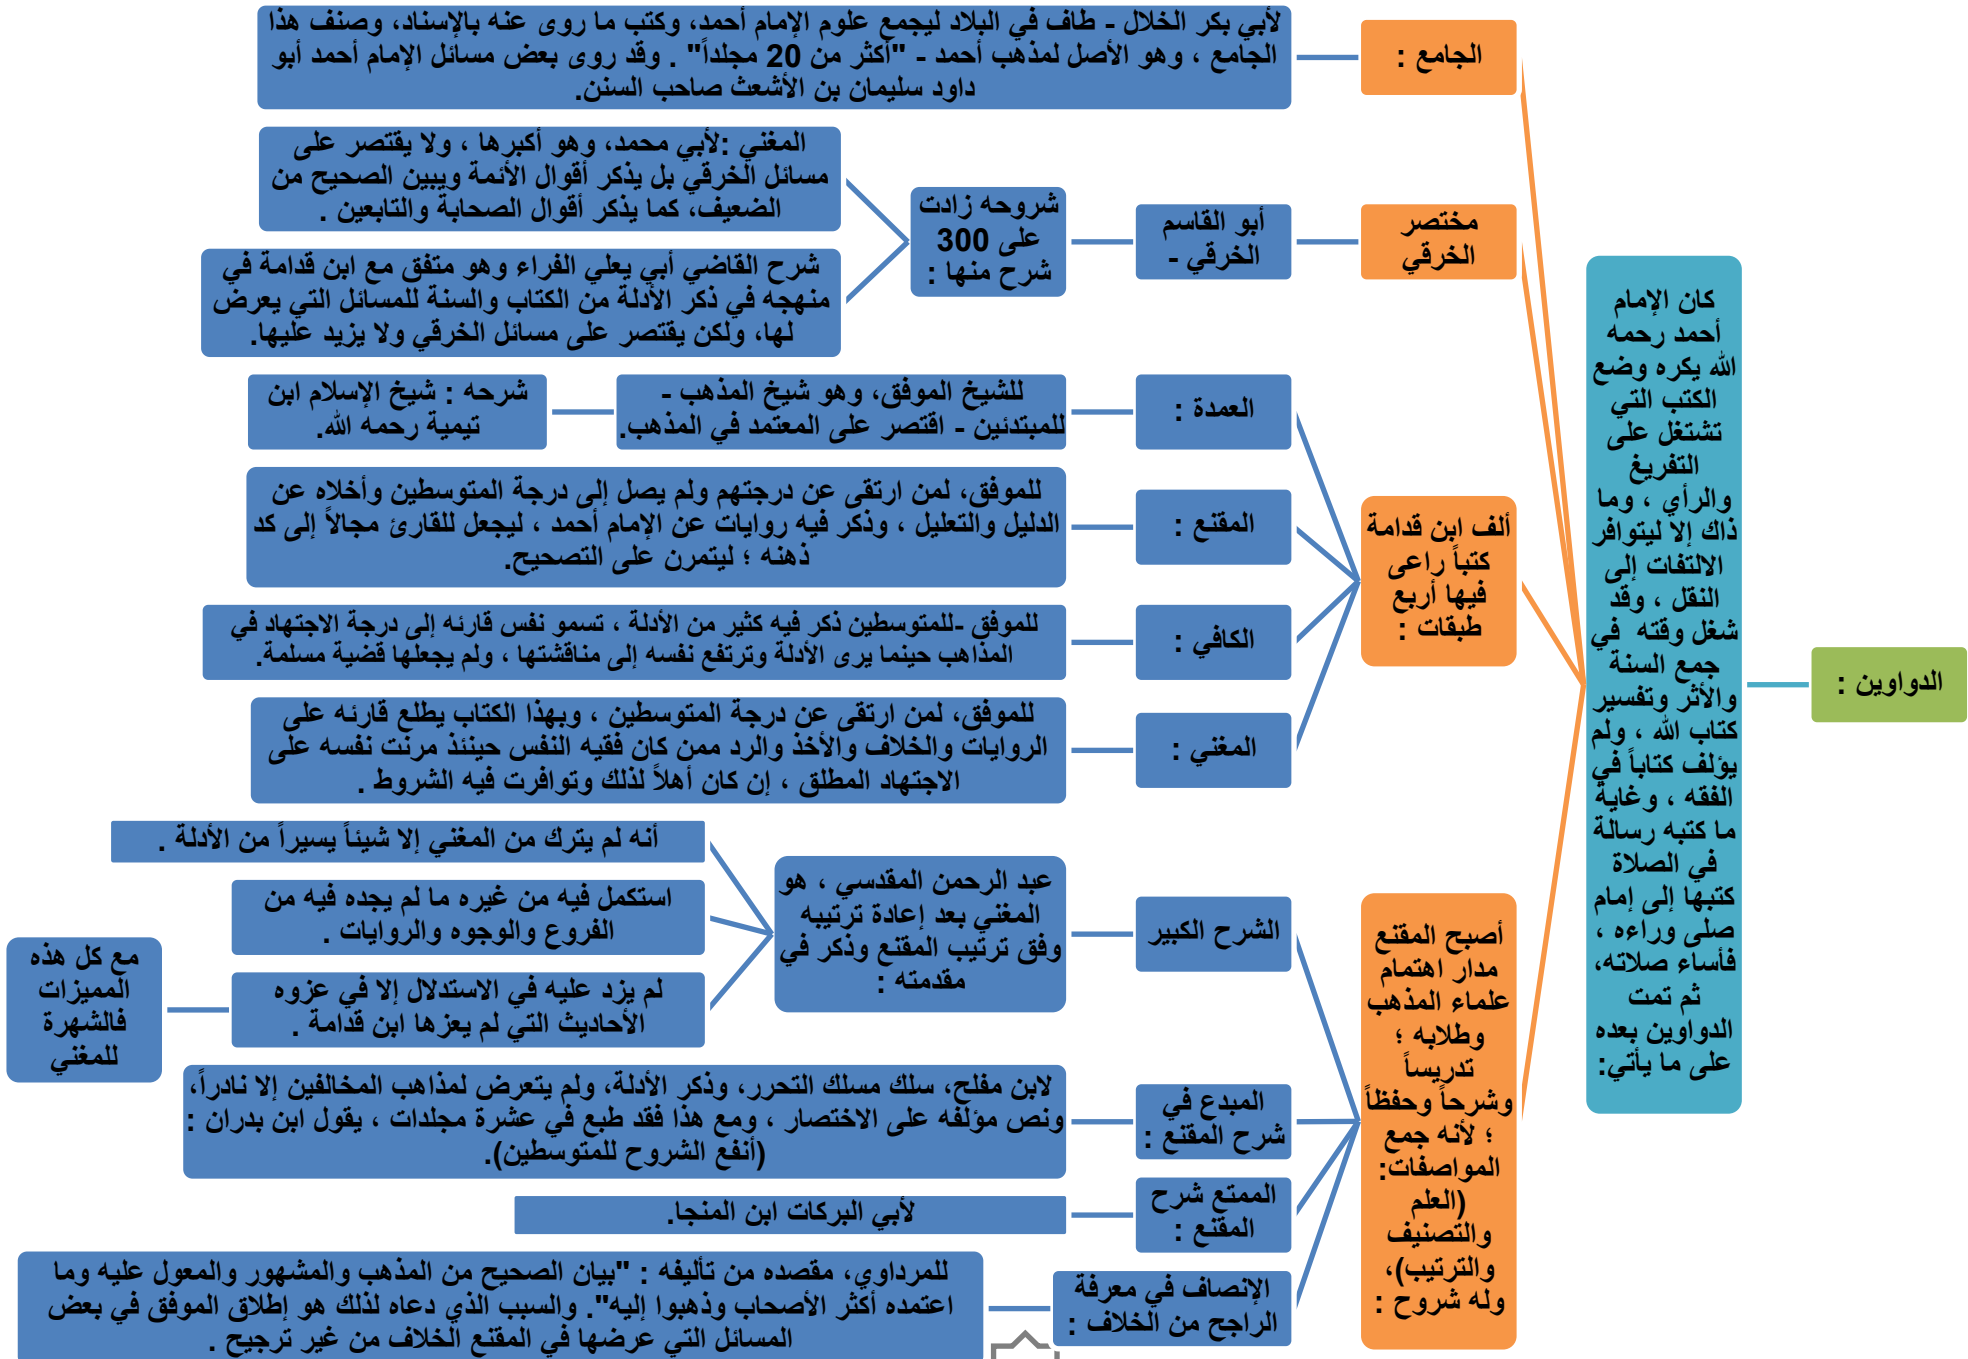 الدواوين :
كان الإمام
أحمد رحمه
الله يكره وضع
الكتب التي
تشتغل على
التفريغ
والرأي ، وما
ذاك إلا ليتوافر
الالتفات إلى
النقل ، وقد
شغل وقته في
جمع السنة
والأثر وتفسير
كتاب الله ، ولم
يؤلف كتاباً في
الفقه ، وغاية
ما كتبه رسالة
في الصلاة
كتبها إلى إمام
صلى وراءه ،
فأساء صلاته،
ثم تمت
الدواوين بعده
على ما يأتي:
الجامع :
لأبي بكر الخلال - طاف في البلاد ليجمع علوم الإمام أحمد، وكتب ما روى عنه بالإسناد، وصنف هذا
الجامع ، وهو الأصل لمذهب أحمد - "أكثر من 20 مجلداً" . وقد روى بعض مسائل الإمام أحمد أبو
داود سليمان بن الأشعث صاحب السنن.
مختصر
الخرقي
أبو القاسم
الخرقي -
شروحه زادت
على 300
شرح منها :
المغني :لأبي محمد، وهو أكبرها ، ولا يقتصر على
مسائل الخرقي بل يذكر أقوال الأئمة ويبين الصحيح من
الضعيف، كما يذكر أقوال الصحابة والتابعين .
شرح القاضي أبي يعلي الفراء وهو متفق مع ابن قدامة في
منهجه في ذكر الأدلة من الكتاب والسنة للمسائل التي يعرض
لها، ولكن يقتصر على مسائل الخرقي ولا يزيد عليها.
ألف ابن قدامة
كتباً راعى
فيها أربع
طبقات :
العمدة :
للشيخ الموفق، وهو شيخ المذهب -
للمبتدئين - اقتصر على المعتمد في المذهب.
شرحه : شيخ الإسلام ابن
تيمية رحمه الله.
المقنع :
للموفق، لمن ارتقى عن درجتهم ولم يصل إلى درجة المتوسطين وأخلاه عن
الدليل والتعليل ، وذكر فيه روايات عن الإمام أحمد ، ليجعل للقارئ مجالاً إلى كد
ذهنه ؛ ليتمرن على التصحيح.
الكافي :
للموفق -للمتوسطين ذكر فيه كثير من الأدلة ، تسمو نفس قارئه إلى درجة الاجتهاد في
المذاهب حينما يرى الأدلة وترتفع نفسه إلى مناقشتها ، ولم يجعلها قضية مسلمة.
المغني :
للموفق، لمن ارتقى عن درجة المتوسطين ، وبهذا الكتاب يطلع قارئه على
الروايات والخلاف والأخذ والرد ممن كان فقيه النفس حينئذ مرنت نفسه على
الاجتهاد المطلق ، إن كان أهلاً لذلك وتوافرت فيه الشروط .
أصبح المقنع
مدار اهتمام
علماء المذهب
وطلابه ؛
تدريساً
وشرحاً وحفظاً
؛ لأنه جمع
المواصفات:
(العلم
والتصنيف
والترتيب)،
وله شروح :
الشرح الكبير
عبد الرحمن المقدسي ، هو
المغني بعد إعادة ترتيبه
وفق ترتيب المقنع وذكر في
مقدمته :
أنه لم يترك من المغني إلا شيئاً يسيراً من الأدلة .
استكمل فيه من غيره ما لم يجده فيه من
الفروع والوجوه والروايات .
لم يزد عليه في الاستدلال إلا في عزوه
الأحاديث التي لم يعزها ابن قدامة .
مع كل هذه
المميزات
فالشهرة
للمغني
المبدع في
شرح المقنع :
لابن مفلح، سلك مسلك التحرر، وذكر الأدلة، ولم يتعرض لمذاهب المخالفين إلا نادراً،
ونص مؤلفه على الاختصار ، ومع هذا فقد طبع في عشرة مجلدات ، يقول ابن بدران :
(أنفع الشروح للمتوسطين).
الممتع شرح
المقنع :
لأبي البركات ابن المنجا.
الإنصاف في معرفة
الراجح من الخلاف :
للمرداوي، مقصده من تأليفه : "بيان الصحيح من المذهب والمشهور والمعول عليه وما
اعتمده أكثر الأصحاب وذهبوا إليه". والسبب الذي دعاه لذلك هو إطلاق الموفق في بعض
المسائل التي عرضها في المقنع الخلاف من غير ترجيح .